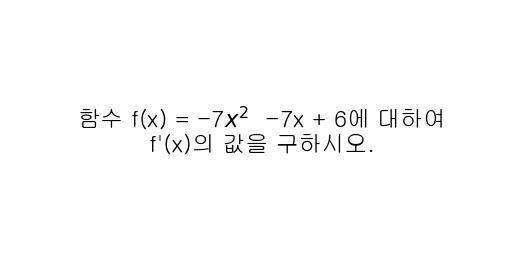 함수 f(x) = −7x²  −7x + 6에 대하여
f'(x)의 값을 구하시오.